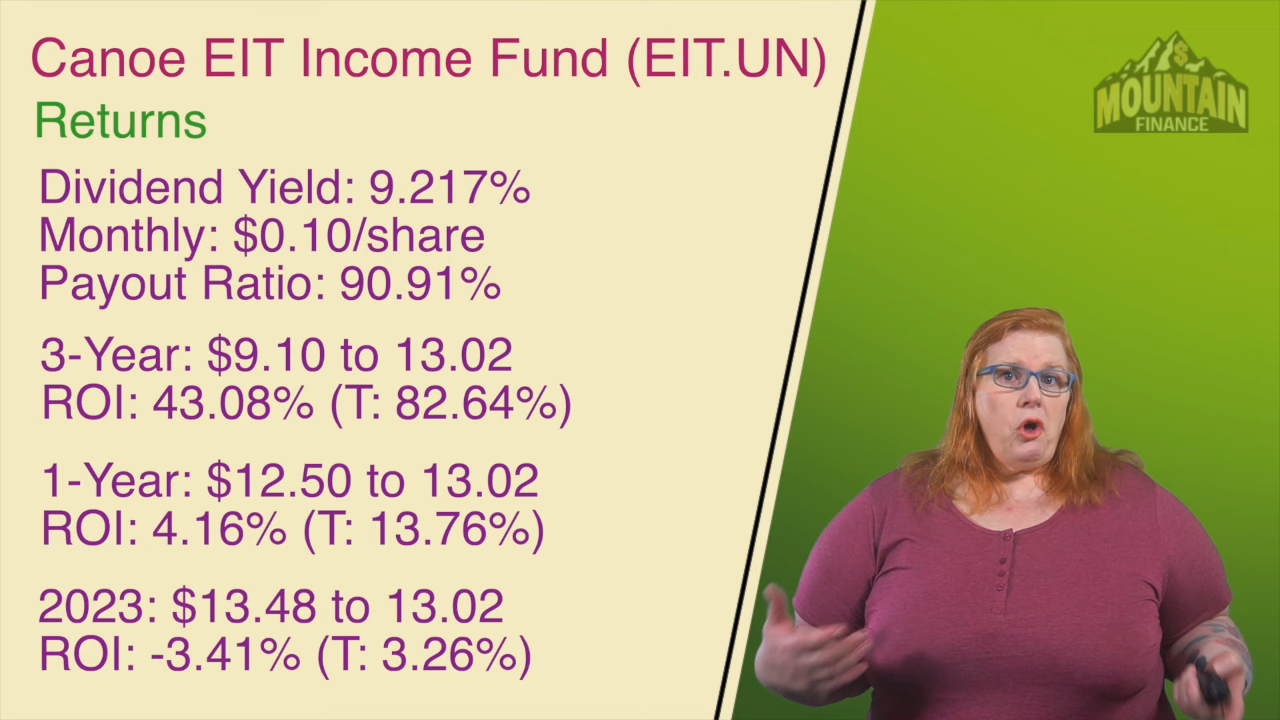 Canoe EIT Income Fund (EIT.UN)
Returns
Dividend Yield: 9.217%
Monthly: $0.10/share
Payout Ratio: 90.91%
3-Year: $9.10 to 13.02
ROI: 43.08% (T: 82.64%)
1-Year: $12.50 to 13.02
ROI: 4.16% (T: 13.76%)
2023: $13.48 to 13.02
ROI: -3.41% (T: 3.26%)
$
MOUNTAIN
FINANCE